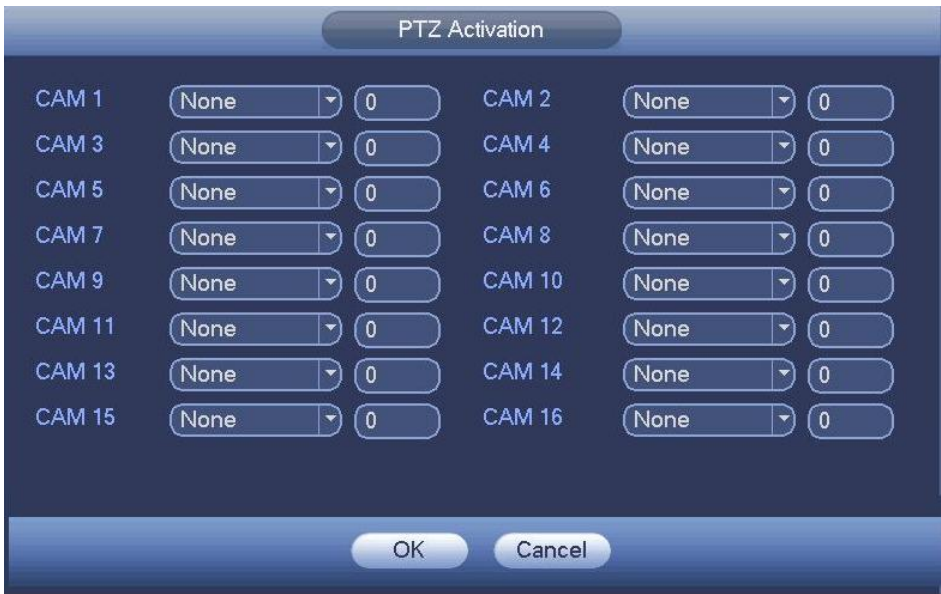 PTZ Activation
CAM 1 None 0 CAM 2 None 0
CAM 3 None 0 CAM 4 None 0
CAM 5 None 0 CAM 6 None 0
CAM 7 None 0 CAM 8 None 0
CAM 9 None 0 CAM 10 None 0
CAM 11 None 0 CAM 12 None 0
CAM 13 None 0 CAM 14 None 0
CAM 15 None 0 CAM 16 None 0
OK Cancel